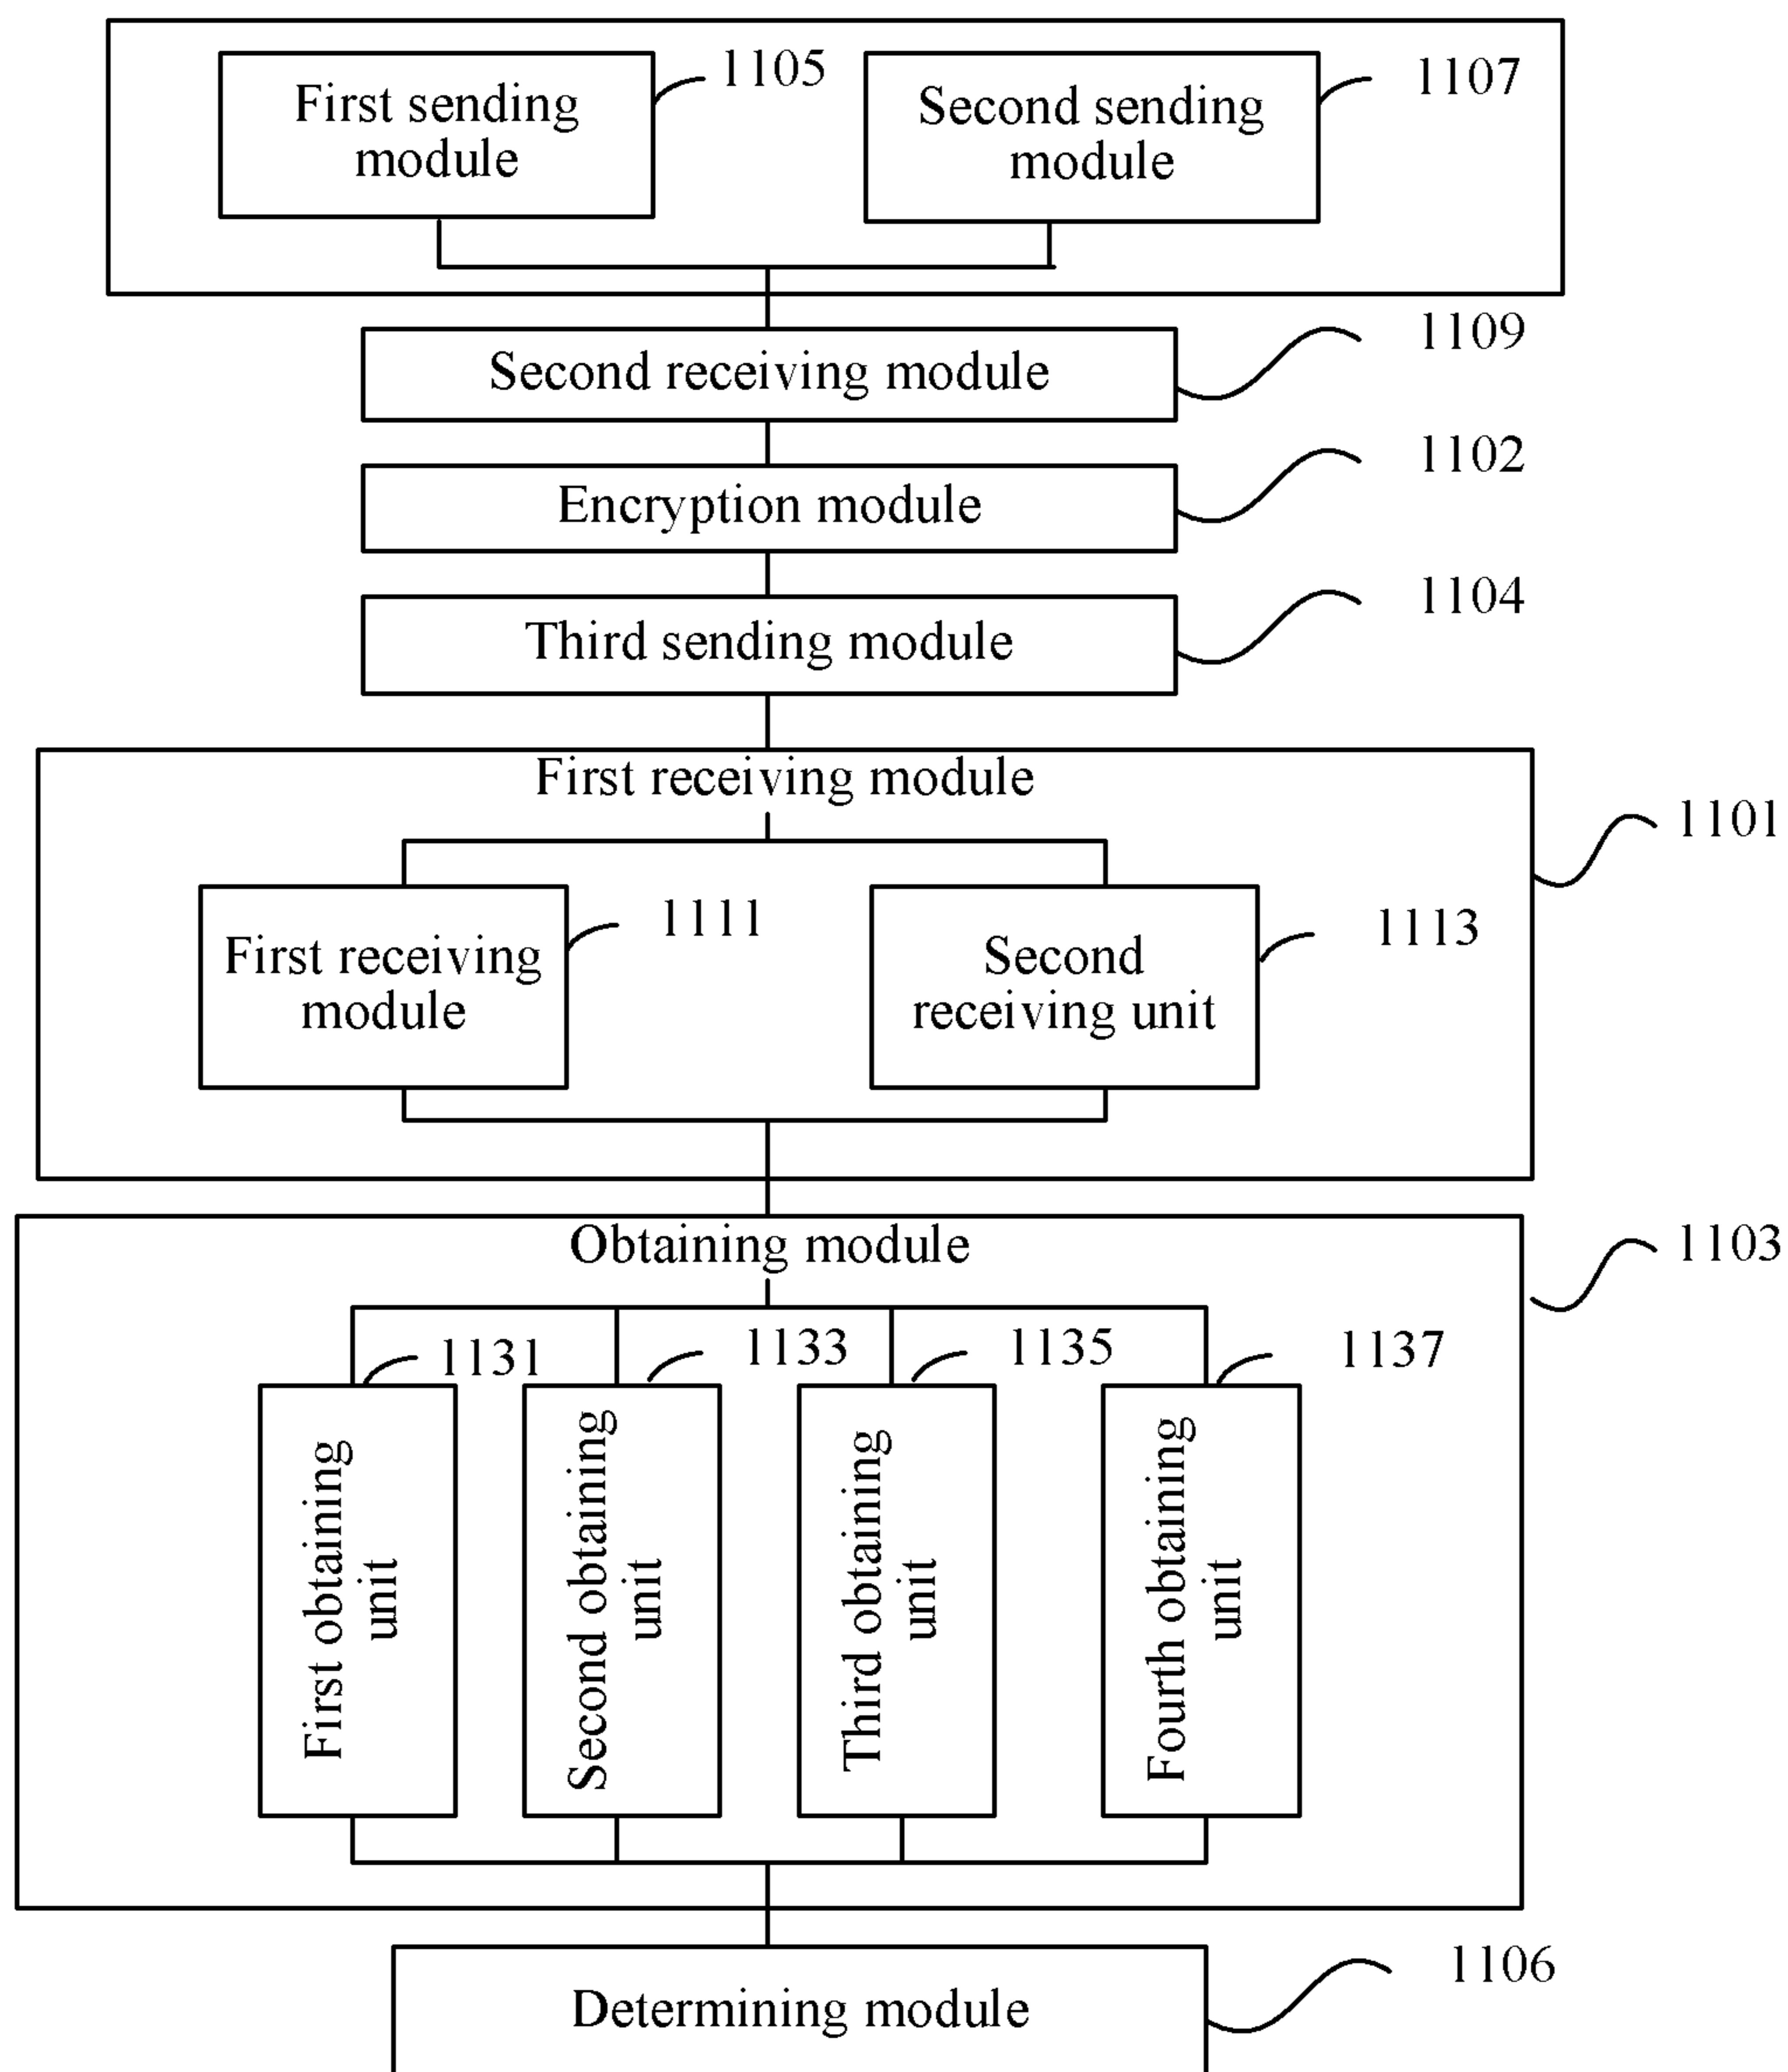 First sending
module
1105
Second sending
module
1107
Second receiving module
1109
Encryption module
1102
Third sending module
1104
First receiving module
1101
First receiving
module
1111
Second
receiving unit
1113
Obtaining module
1103
1131
1133
1135
1137
First obtaining
unit
Second obtaining
unit
Third obtaining
unit
Fourth obtaining
unit
Determining module
1106